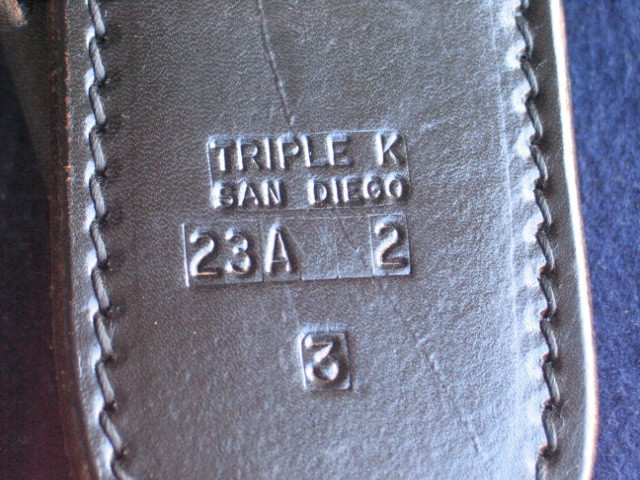 TRIPLE K
SAN DIEGO
23A 2
3